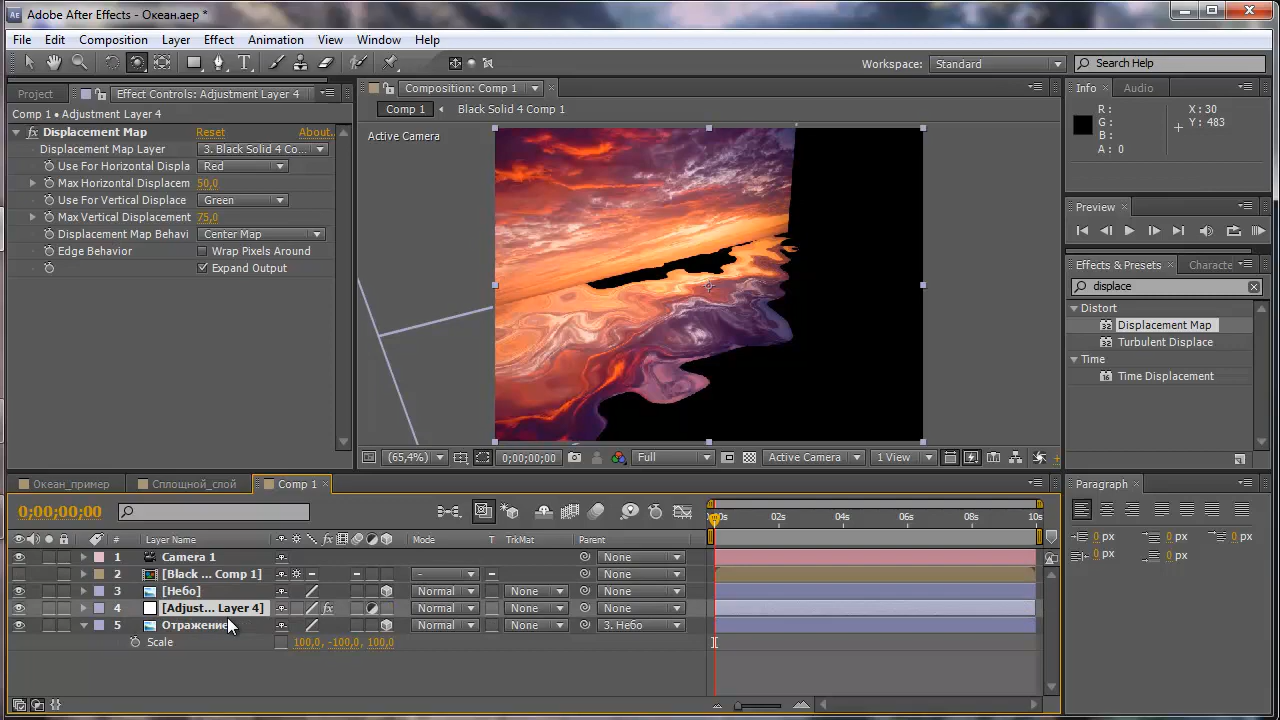 Adobe After Effects - Океан.aep *
File Edit Composition Layer Effect Animation View Window Help
Workspace: Standard Search Help
Project Effect Controls: Adjustment Layer 4
Comp 1 • Adjustment Layer 4
Displacement Map Reset About...
Displacement Map Layer 3. Black Solid 4 Co...
Use For Horizontal Displa Red
Max Horizontal Displacem 50,0
Use For Vertical Displace Green
Max Vertical Displacement 75,0
Displacement Map Behavi Center Map
Edge Behavior Wrap Pixels Around
Expand Output
Composition: Comp 1
Comp 1 Black Solid 4 Comp 1
Active Camera
(65,4%) 0;00;00;00 Full Active Camera 1 View
Info Audio
R: X: 30
G: Y: 483
B:
A: 0
Preview
Effects & Presets Characte
displace
Distort
32 Displacement Map
32 Turbulent Displace
Time
16 Time Displacement
Paragraph
0 px 0 px 0 px
0 px 0 px
Океан_пример Сплошной_слой Comp 1
0;00;00;00
# Layer Name Mode T TrkMat Parent
02s 04s 06s 08s 10s
1 Camera 1 None
2 [Black ... Comp 1] - None
3 [Небо] Normal None None
4 [Adjust... Layer 4] Normal None None
5 Отражение Normal None 3. Небо
Scale 100,0, -100,0, 100,0%